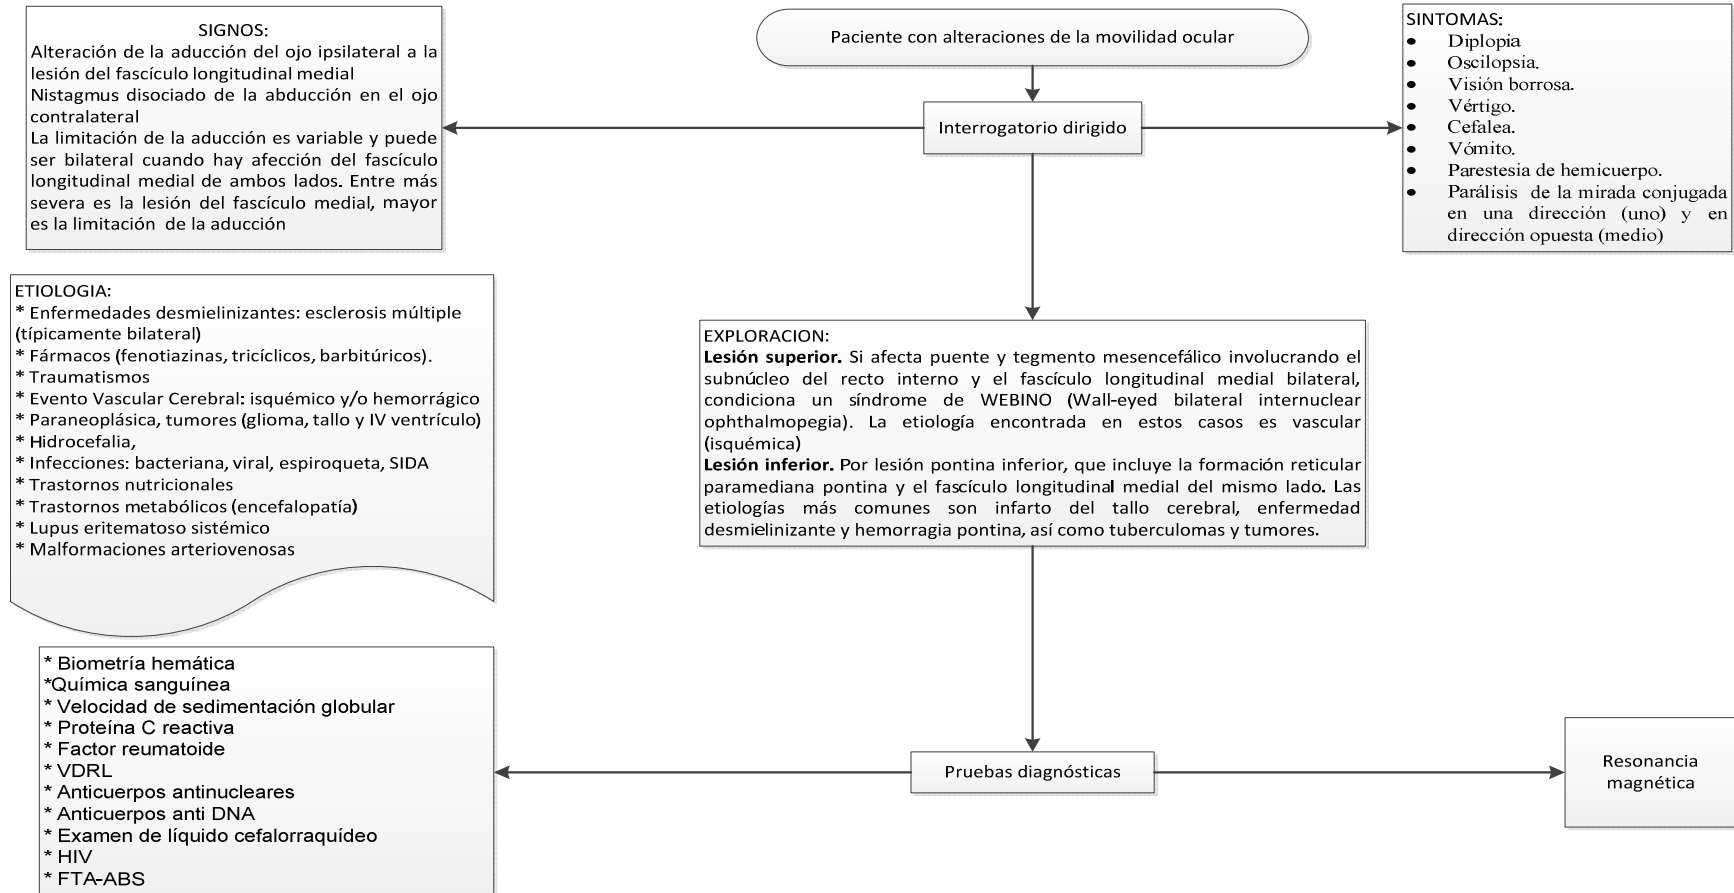 Paciente con alteraciones de la movilidad ocular
Interrogatorio dirigido
SIGNOS:
Alteración de la aducción del ojo ipsilateral a la
lesión del fascículo longitudinal medial
Nistagmus disociado de la abducción en el ojo
contralateral
La limitación de la aducción es variable y puede
ser bilateral cuando hay afección del fascículo
longitudinal medial de ambos lados. Entre más
severa es la lesión del fascículo medial, mayor
es la limitación de la aducción
SINTOMAS:
• Diplopia
• Oscilopsia.
• Visión borrosa.
• Vértigo.
• Cefalea.
• Vómito.
• Parestesia de hemicuerpo.
• Parálisis de la mirada conjugada
en una dirección (uno) y en
dirección opuesta (medio)
ETIOLOGIA:
* Enfermedades desmielinizantes: esclerosis múltiple
(típicamente bilateral)
* Fármacos (fenotiazinas, tricíclicos, barbitúricos).
* Traumatismos
* Evento Vascular Cerebral: isquémico y/o hemorrágico
* Paraneoplásica, tumores (glioma, tallo y IV ventrículo)
* Hidrocefalia,
* Infecciones: bacteriana, viral, espiroqueta, SIDA
* Trastornos nutricionales
* Trastornos metabólicos (encefalopatía)
* Lupus eritematoso sistémico
* Malformaciones arteriovenosas
EXPLORACION:
Lesión superior. Si afecta puente y tegmento mesencefálico involucrando el
subnúcleo del recto interno y el fascículo longitudinal medial bilateral,
condiciona un síndrome de WEBINO (Wall-eyed bilateral internuclear
ophthalmopegia). La etiología encontrada en estos casos es vascular
(isquémica)
Lesión inferior. Por lesión pontina inferior, que incluye la formación reticular
paramediana pontina y el fascículo longitudinal medial del mismo lado. Las
etiologías más comunes son infarto del tallo cerebral, enfermedad
desmielinizante y hemorragia pontina, así como tuberculomas y tumores.
Pruebas diagnósticas
* Biometría hemática
*Química sanguínea
* Velocidad de sedimentación globular
* Proteína C reactiva
* Factor reumatoide
* VDRL
* Anticuerpos antinucleares
* Anticuerpos anti DNA
* Examen de líquido cefalorraquídeo
* HIV
* FTA-ABS
Resonancia
magnética